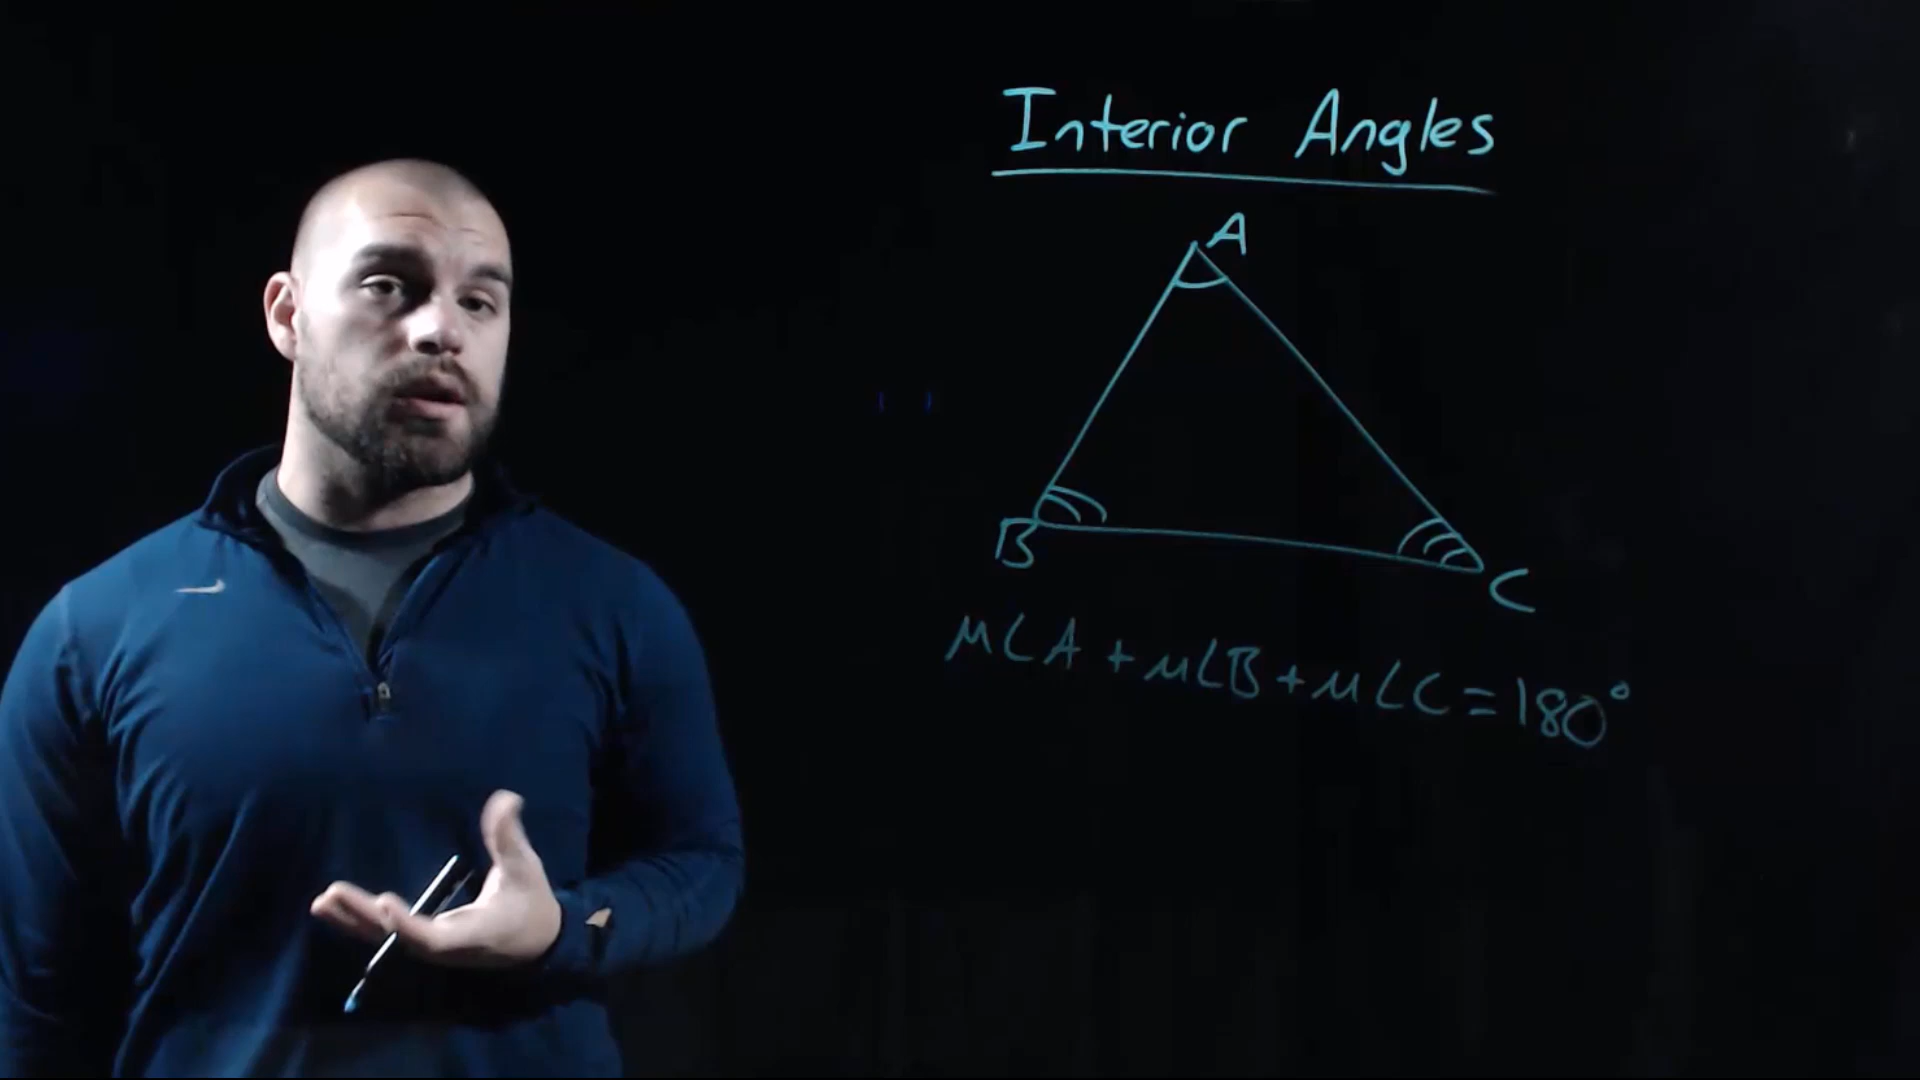 Interior Angles
A
B
C
m∠A + m∠B + m∠C = 180°